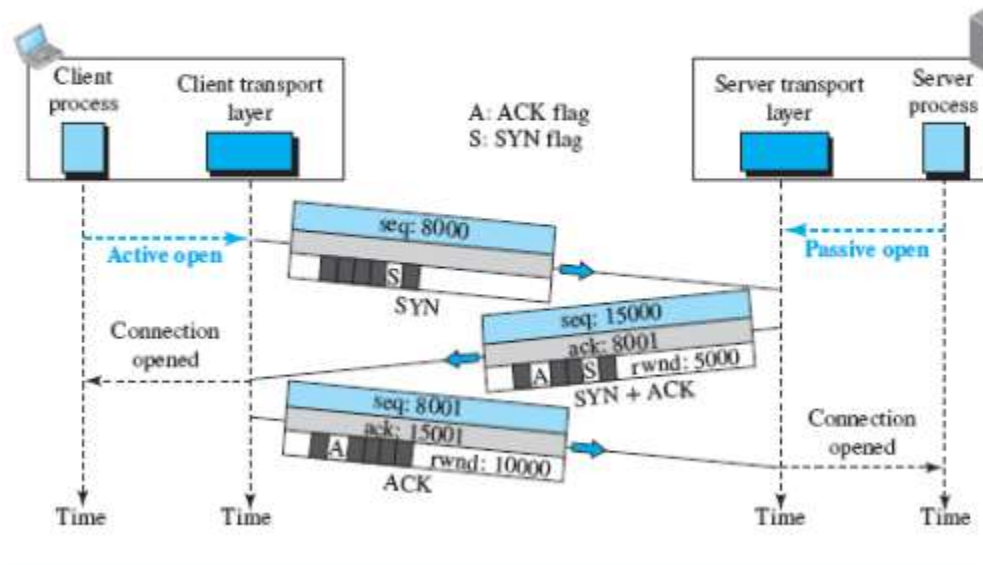 Client
process
Client transport
layer
A: ACK flag
S: SYN flag
Server transport
layer
Server
process
seq: 8000
S
SYN
Active open
Passive open
seq: 15000
ack: 8001
A
S
rwnd: 5000
SYN + ACK
Connection
opened
seq: 8001
ack: 15001
A
rwnd: 10000
ACK
Connection
opened
Time
Time
Time
Time